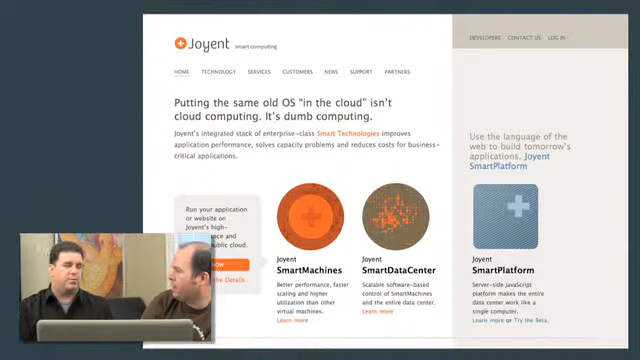 Joyent smart computing
DEVELOPERS CONTACT US LOG IN
HOME TECHNOLOGY SERVICES CUSTOMERS NEWS SUPPORT PARTNERS
Putting the same old OS "in the cloud" isn't
cloud computing. It's dumb computing.
Joyent's integrated stack of enterprise-class Smart Technologies improves
application performance, solves capacity problems and reduces costs for business-
critical applications.
Use the language of the
web to build tomorrow's
applications. Joyent
SmartPlatform
Run your application
or website on
Joyent's high-
and
public cloud.
NOW
the Details
Joyent
SmartMachines
Better performance, faster
scaling and higher
utilization than other
virtual machines.
Learn more
Joyent
SmartDataCenter
Scalable software-based
control of SmartMachines
and the entire data center.
Learn more
Joyent
SmartPlatform
Server-side JavaScript
platform makes the entire
data center work like a
single computer.
Learn more or Try the Beta.